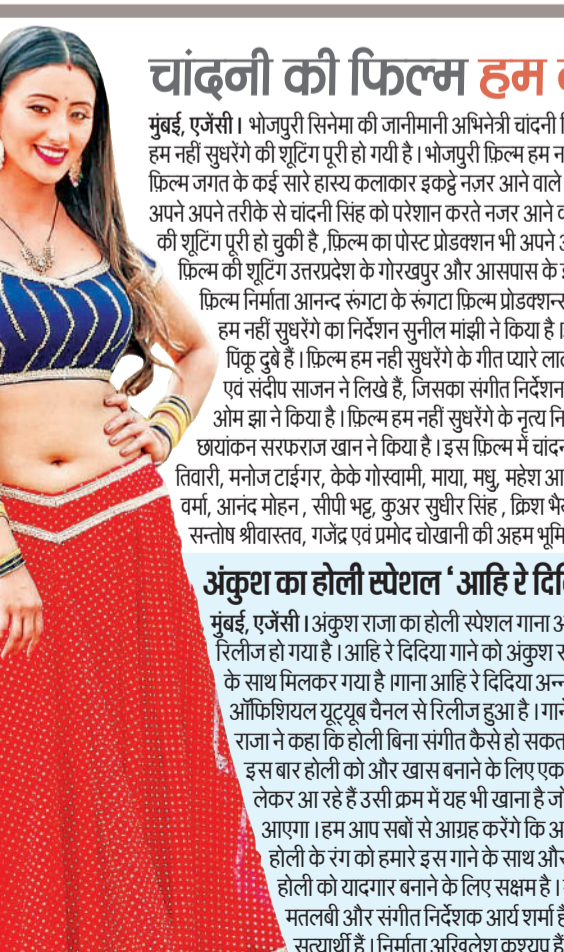 चांदनी की फिल्म हम
मुंबई, एजेंसी। भोजपुरी सिनेमा की जानीमानी अभिनेत्री चांदनी
हम नहीं सुधरेंगे की शूटिंग पूरी हो गयी है। भोजपुरी फ़िल्म हम
फ़िल्म जगत के कई सारे हास्य कलाकार इकट्ठे नज़र आने वाले
अपने अपने तरीके से चांदनी सिंह को परेशान करते नजर आने
की शूटिंग पूरी हो चुकी है ,फ़िल्म का पोस्ट प्रोडक्शन भी अपने
फ़िल्म की शूटिंग उत्तरप्रदेश के गोरखपुर और आसपास के
फ़िल्म निर्माता आनन्द रूंगटा के रूंगटा फ़िल्म प्रोडक्शन्स
हम नहीं सुधरेंगे का निर्देशन सुनील मांझी ने किया है।
पिंकू दुबे हैं। फ़िल्म हम नही सुधरेंगे के गीत प्यारे
एवं संदीप साजन ने लिखे हैं, जिसका संगीत निर्देशन
ओम झा ने किया है। फ़िल्म हम नहीं सुधरेंगे के नृत्य
छायांकन सरफराज खान ने किया है। इस फ़िल्म में
तिवारी, मनोज टाईगर, केके गोस्वामी, माया, मधु, महेश
वर्मा, आनंद मोहन , सीपी भट्ट, कुअर सुधीर सिंह , क्रिश
सन्तोष श्रीवास्तव, गजेंद्र एवं प्रमोद चोखानी की अहम
अंकुश का होली स्पेशल ‘ आहि रे
मुंबई, एजेंसी। अंकुश राजा का होली स्पेशल गाना
रिलीज हो गया है। आहि रे दिदिया गाने को अंकुश
के साथ मिलकर गया है।गाना आहि रे दिदिया
ऑफिशियल यूट्यूब चैनल से रिलीज हुआ है।
राजा ने कहा कि होली बिना संगीत कैसे हो
इस बार होली को और खास बनाने के लिए एक
लेकर आ रहे हैं उसी क्रम में यह भी खाना है जो
आएगा। हम आप सबों से आग्रह करेंगे कि
होली के रंग को हमारे इस गाने के साथ
होली को यादगार बनाने के लिए सक्षम है।
मतलबी और संगीत निर्देशक आर्य शर्मा
सत्यार्थी हैं। निर्माता अखिलेश कश्यप